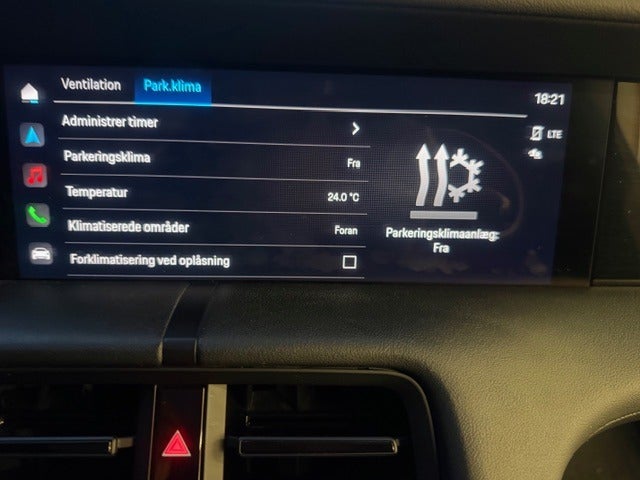 Ventilation Park.klima
18:21
Administrer timer
LTE
Parkeringsklima Fra
Temperatur 24.0 °C
Klimatiserede områder Foran
Forklimatisering ved oplåsning
Parkeringsklimaanlæg:
Fra